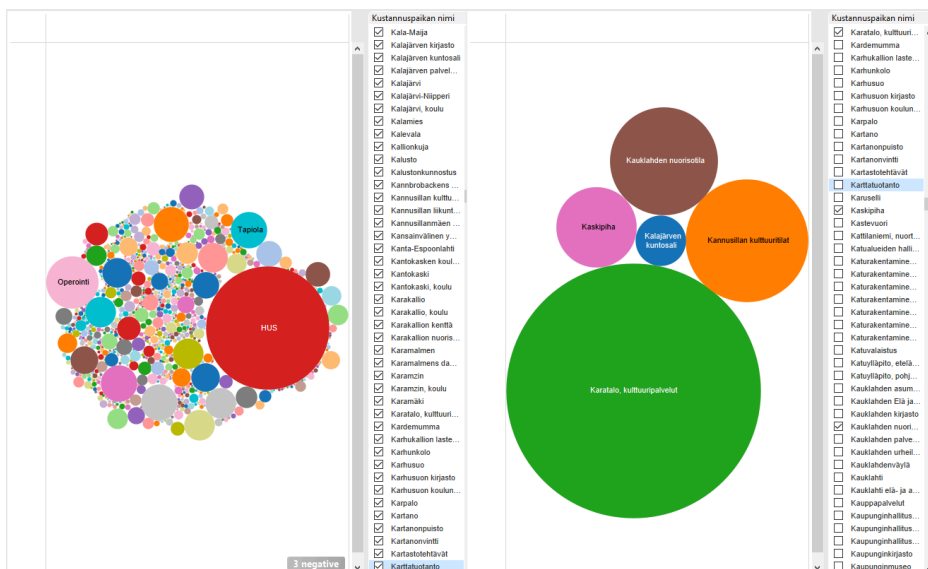 Kustannuspaikan nimi
Kala-Maija
Kalajärven kirjasto
Kalajärven kuntosali
Kalajärven palvei...
Kalajärvi
Kalajärvi-Niipperi
Kalajärvi, koulu
Kalamies
Kalevala
Kallionkuja
Kalusto
Kalustonkunnostus
Kannbrobackens ...
Kannusillan kulttu...
Kannusillan liikunt...
Kannusillanmäen ...
Kansainvälinen y...
Kanta-Espoonlahti
Kantokasken koul...
Kantokaski
Kantokaski, koulu
Karakallio
Karakallio, koulu
Karakallion kenttä
Karakallion nuoris...
Karamalmen
Karamalmens da...
Karamzin
Karamzin, koulu
Karamäki
Karatalo, kulttuuri...
Kardemumma
Karhukallion laste...
Karhunkolo
Karhusuo
Karhusuon kirjasto
Karhusuon koulun...
Karpalo
Kartano
Kartanonpuisto
Kartanonvintti
Kartastotehtävät
Karttatuotanto
Tapiola
Operointi
HUS
3 negative
Kauklahden nuorisotila
Kaskipiha
Kalajärven
kuntosali
Kannusillan kulttuuritilat
Karatalo, kulttuuripalvelut
Kustannuspaikan nimi
Karatalo, kulttuuri...
Kardemumma
Karhukallion laste...
Karhunkolo
Karhusuo
Karhusuon kirjasto
Karhusuon koulun...
Karpalo
Kartano
Kartanonpuisto
Kartanonvintti
Kartastotehtävät
Karttatuotanto
Karuselli
Kaskipiha
Kastevuori
Kattilaniemi, nuort...
Katualueiden halli...
Katurakentamine...
Katurakentamine...
Katurakentamine...
Katurakentamine...
Katurakentamine...
Katurakentamine...
Katuvalaistus
Katuylläpito, etelä...
Katuylläpito, pohj...
Kauklahden asum...
Kauklahden Elä ja...
Kauklahden kirjasto
Kauklahden nuori...
Kauklahden palve...
Kauklahden urheil...
Kauklahdenväylä
Kauklahti
Kauklahti elä- ja a...
Kauppapalvelut
Kaupunginhallitus...
Kaupunginhallitus...
Kaupunginhallitus...
Kaupunginkirjasto
Kaupunginmuseo